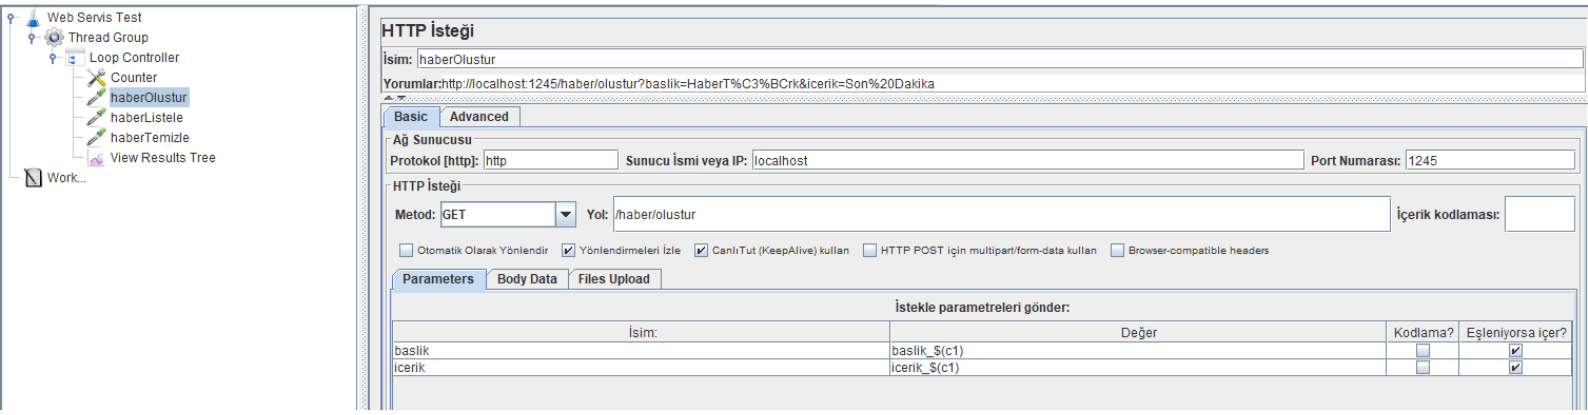 Web Servis Test
Thread Group
Loop Controller
Counter
haberOlustur
haberListele
haberTemizle
View Results Tree
Work...
HTTP İsteği
İsim: haberOlustur
Yorumlar:http://localhost:1245/haber/olustur?baslik=HaberT%C3%BCrk&icerik=Son%20Dakika
Basic Advanced
Ağ Sunucusu
Protokol [http]: http Sunucu İsmi veya IP: localhost Port Numarası: 1245
HTTP İsteği
Metod: GET Yol: /haber/olustur İçerik kodlaması:
Otomatik Olarak Yönlendir Yönlendirmeleri İzle CanlıTut (KeepAlive) kullan HTTP POST için multipart/form-data kullan Browser-compatible headers
Parameters Body Data Files Upload
İstekle parametreleri gönder:
İsim: Değer Kodlama? Eşleniyorsa içer?
baslik baslik_$(c1)
icerik icerik_$(c1)